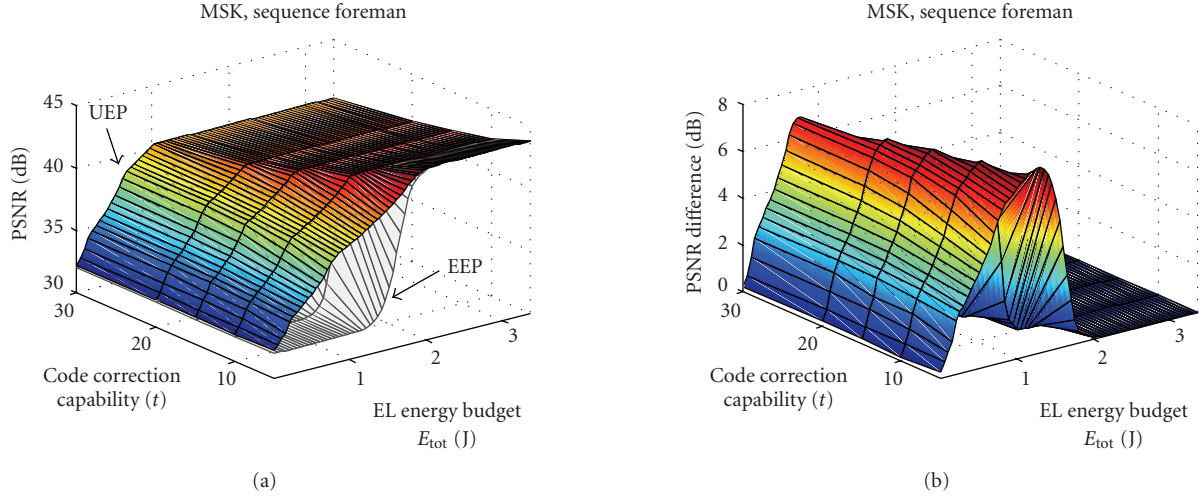 MSK, sequence foreman
45
40
35
30
PSNR (dB)
UEP
EEP
30
20
10
Code correction
capability (t)
1
2
3
EL energy budget
Etot (J)
(a)
MSK, sequence foreman
8
6
4
2
0
PSNR difference (dB)
30
20
10
Code correction
capability (t)
1
2
3
EL energy budget
Etot (J)
(b)